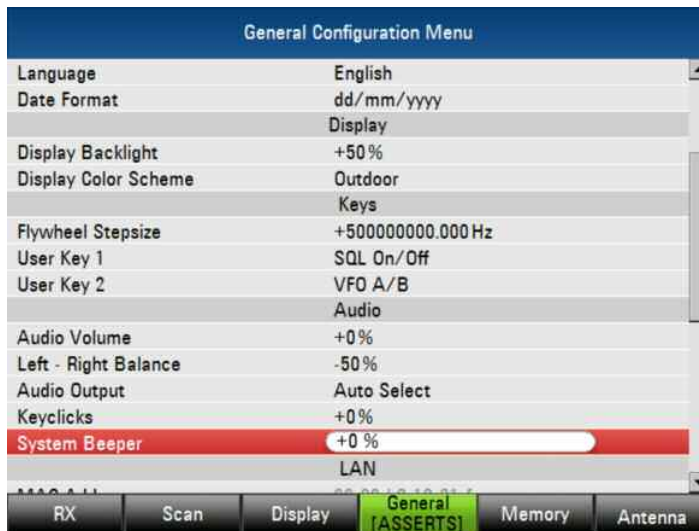 General Configuration Menu
Language English
Date Format dd/mm/yyyy
Display
Display Backlight +50%
Display Color Scheme Outdoor
Keys
Flywheel Stepsize +500000000.000 Hz
User Key 1 SQL On/Off
User Key 2 VFO A/B
Audio
Audio Volume +0%
Left - Right Balance -50%
Audio Output Auto Select
Keyclicks +0%
System Beeper +0 %
LAN
RX Scan Display General [ASSERTS] Memory Antenna